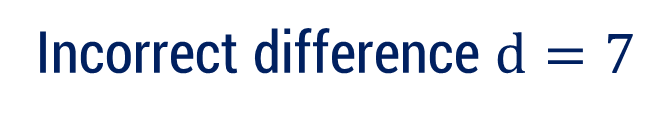 Incorrect difference d = 7